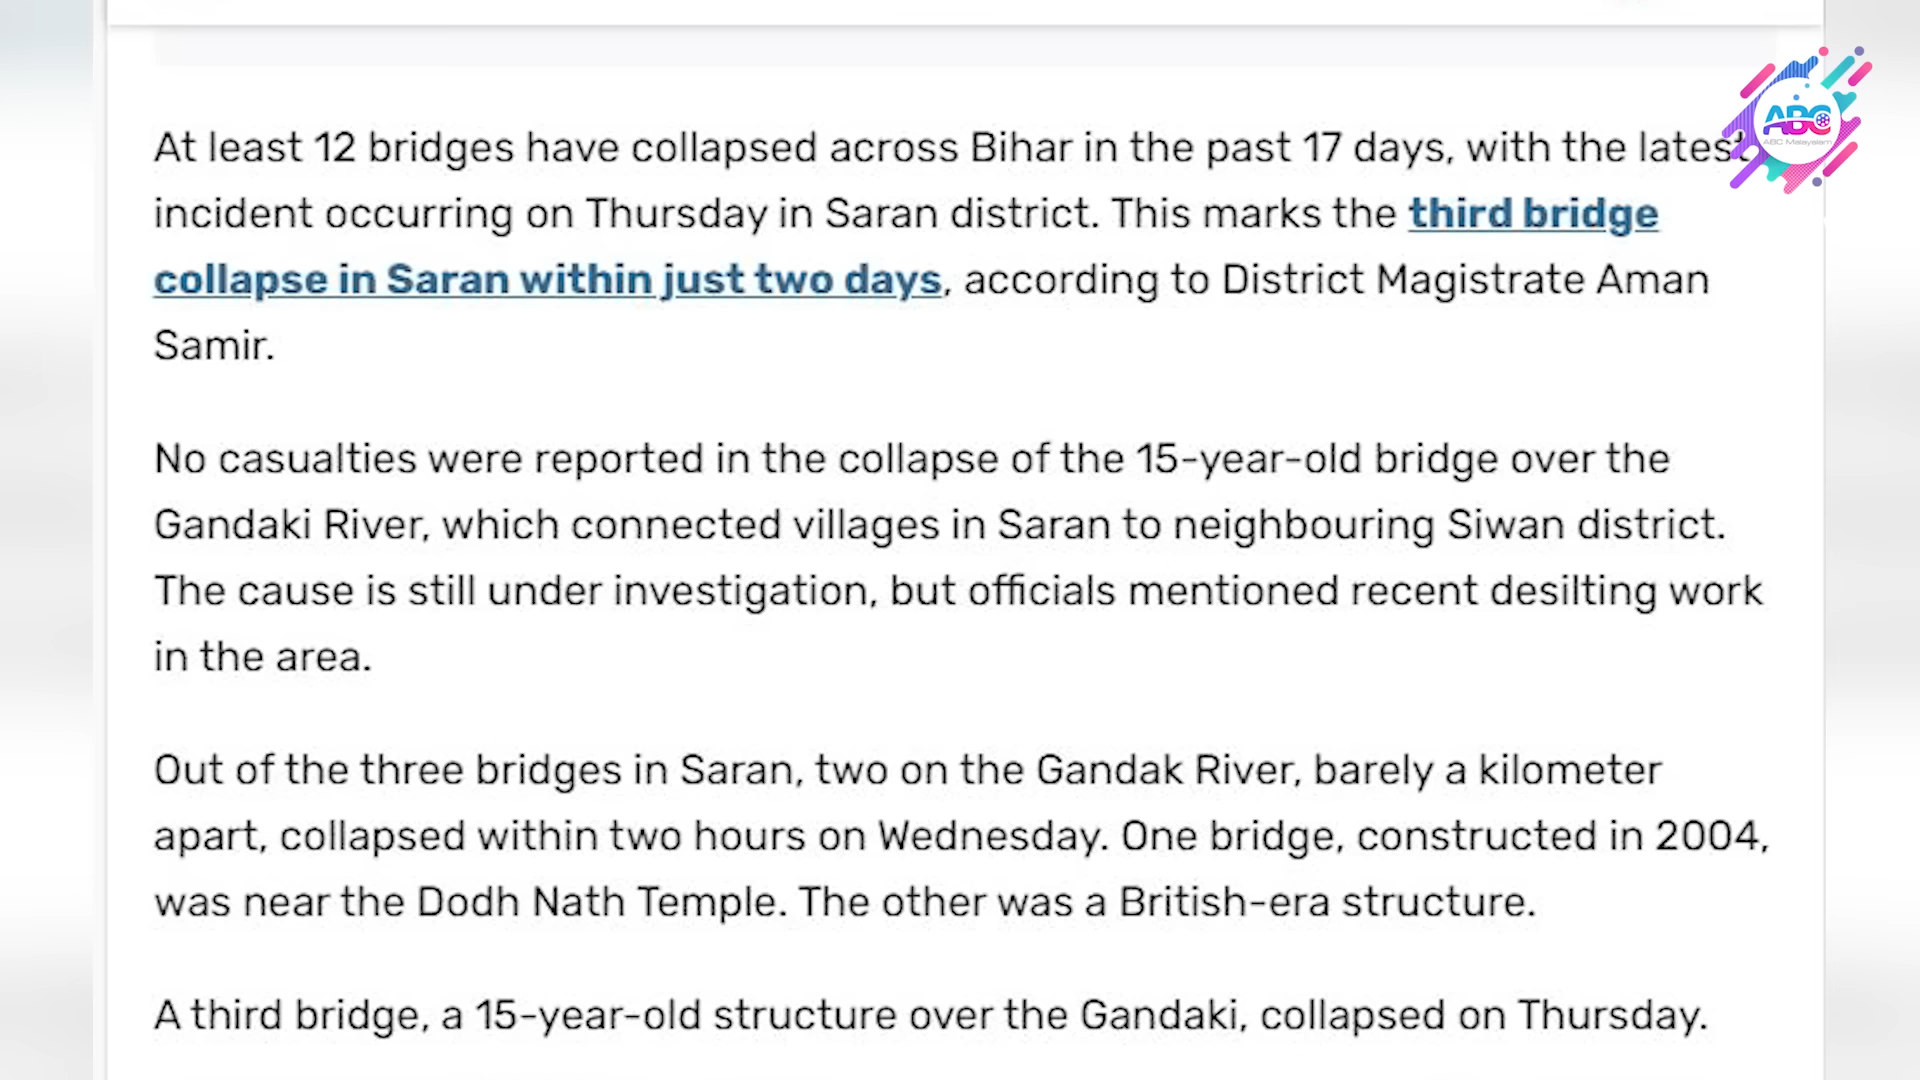 At least 12 bridges have collapsed across Bihar in the past 17 days, with the latest
incident occurring on Thursday in Saran district. This marks the third bridge
collapse in Saran within just two days, according to District Magistrate Aman
Samir.
No casualties were reported in the collapse of the 15-year-old bridge over the
Gandaki River, which connected villages in Saran to neighbouring Siwan district.
The cause is still under investigation, but officials mentioned recent desilting work
in the area.
Out of the three bridges in Saran, two on the Gandak River, barely a kilometer
apart, collapsed within two hours on Wednesday. One bridge, constructed in 2004,
was near the Dodh Nath Temple. The other was a British-era structure.
A third bridge, a 15-year-old structure over the Gandaki, collapsed on Thursday.
ABC
ABC Malayalam